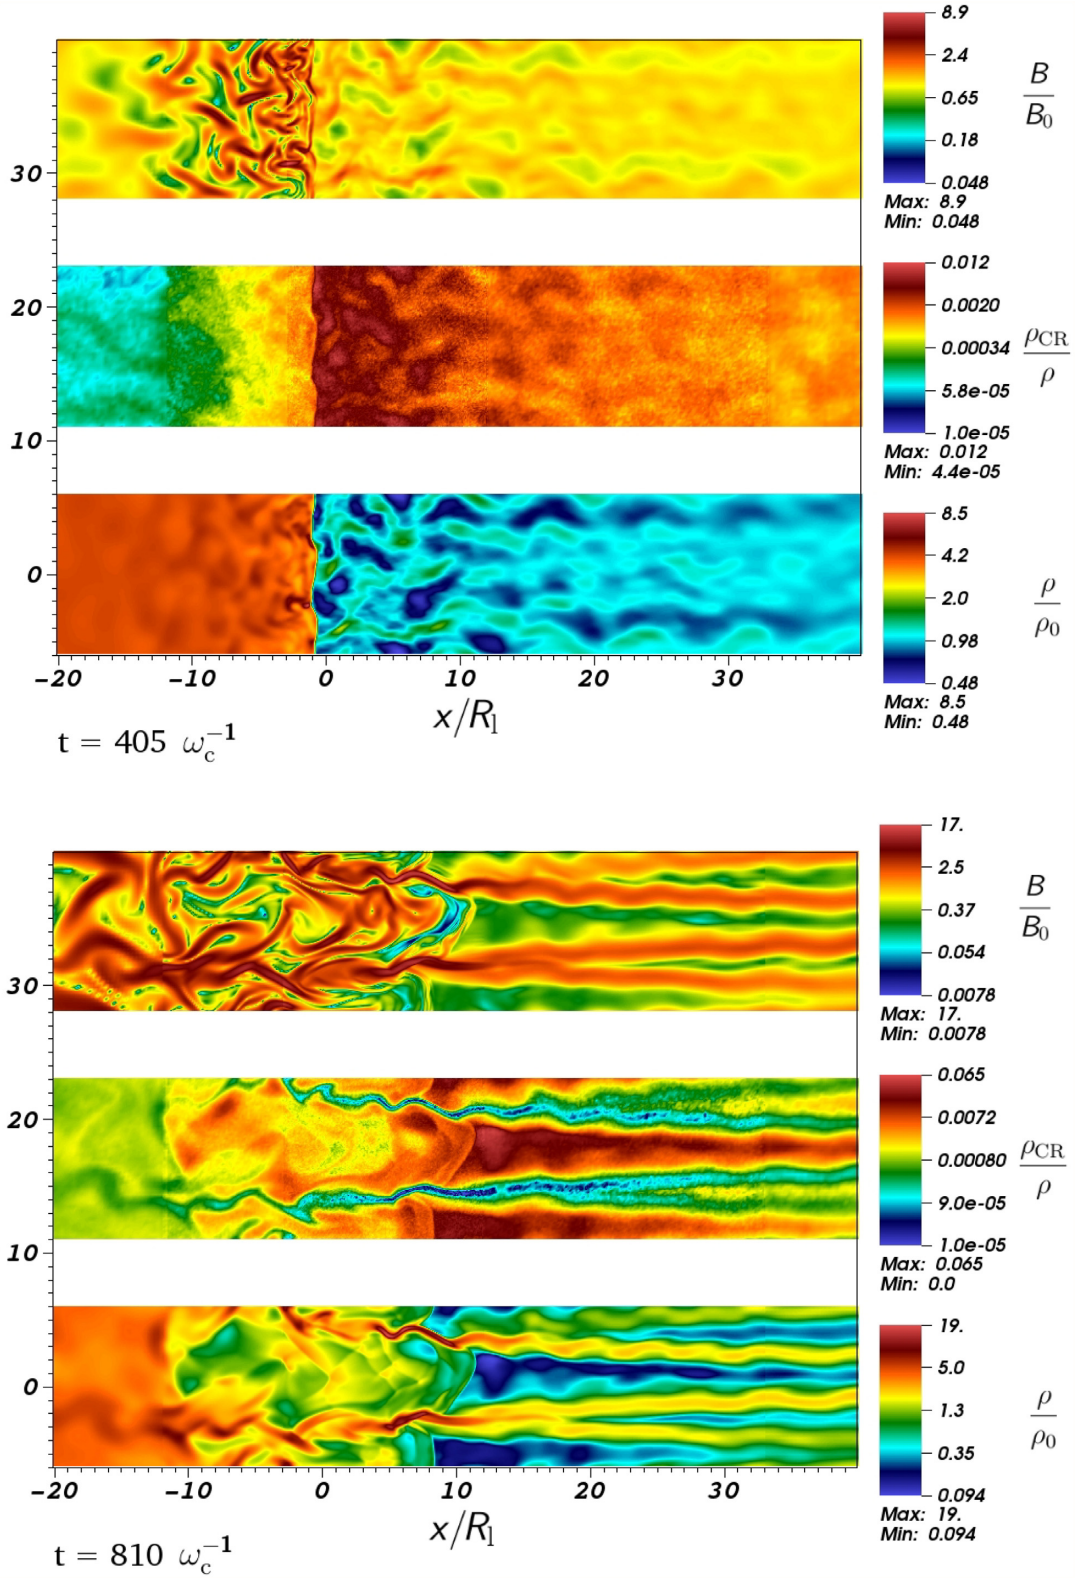 8.9
2.4
0.65
0.18
0.048
B
B₀
Max: 8.9
Min: 0.048
30
0.012
0.0020
0.00034
5.8e-05
1.0e-05
ρCR
ρ
Max: 0.012
Min: 4.4e-05
20
10
8.5
4.2
2.0
0.98
0.48
ρ
ρ₀
Max: 8.5
Min: 0.48
0
−20 −10 0 10 20 30
x/Rl
t = 405 ωc⁻¹
17.
2.5
0.37
0.054
0.0078
B
B₀
Max: 17.
Min: 0.0078
30
0.065
0.0072
0.00080
9.0e-05
1.0e-05
ρCR
ρ
Max: 0.065
Min: 0.0
20
10
19.
5.0
1.3
0.35
0.094
ρ
ρ₀
Max: 19.
Min: 0.094
0
−20 −10 0 10 20 30
x/Rl
t = 810 ωc⁻¹